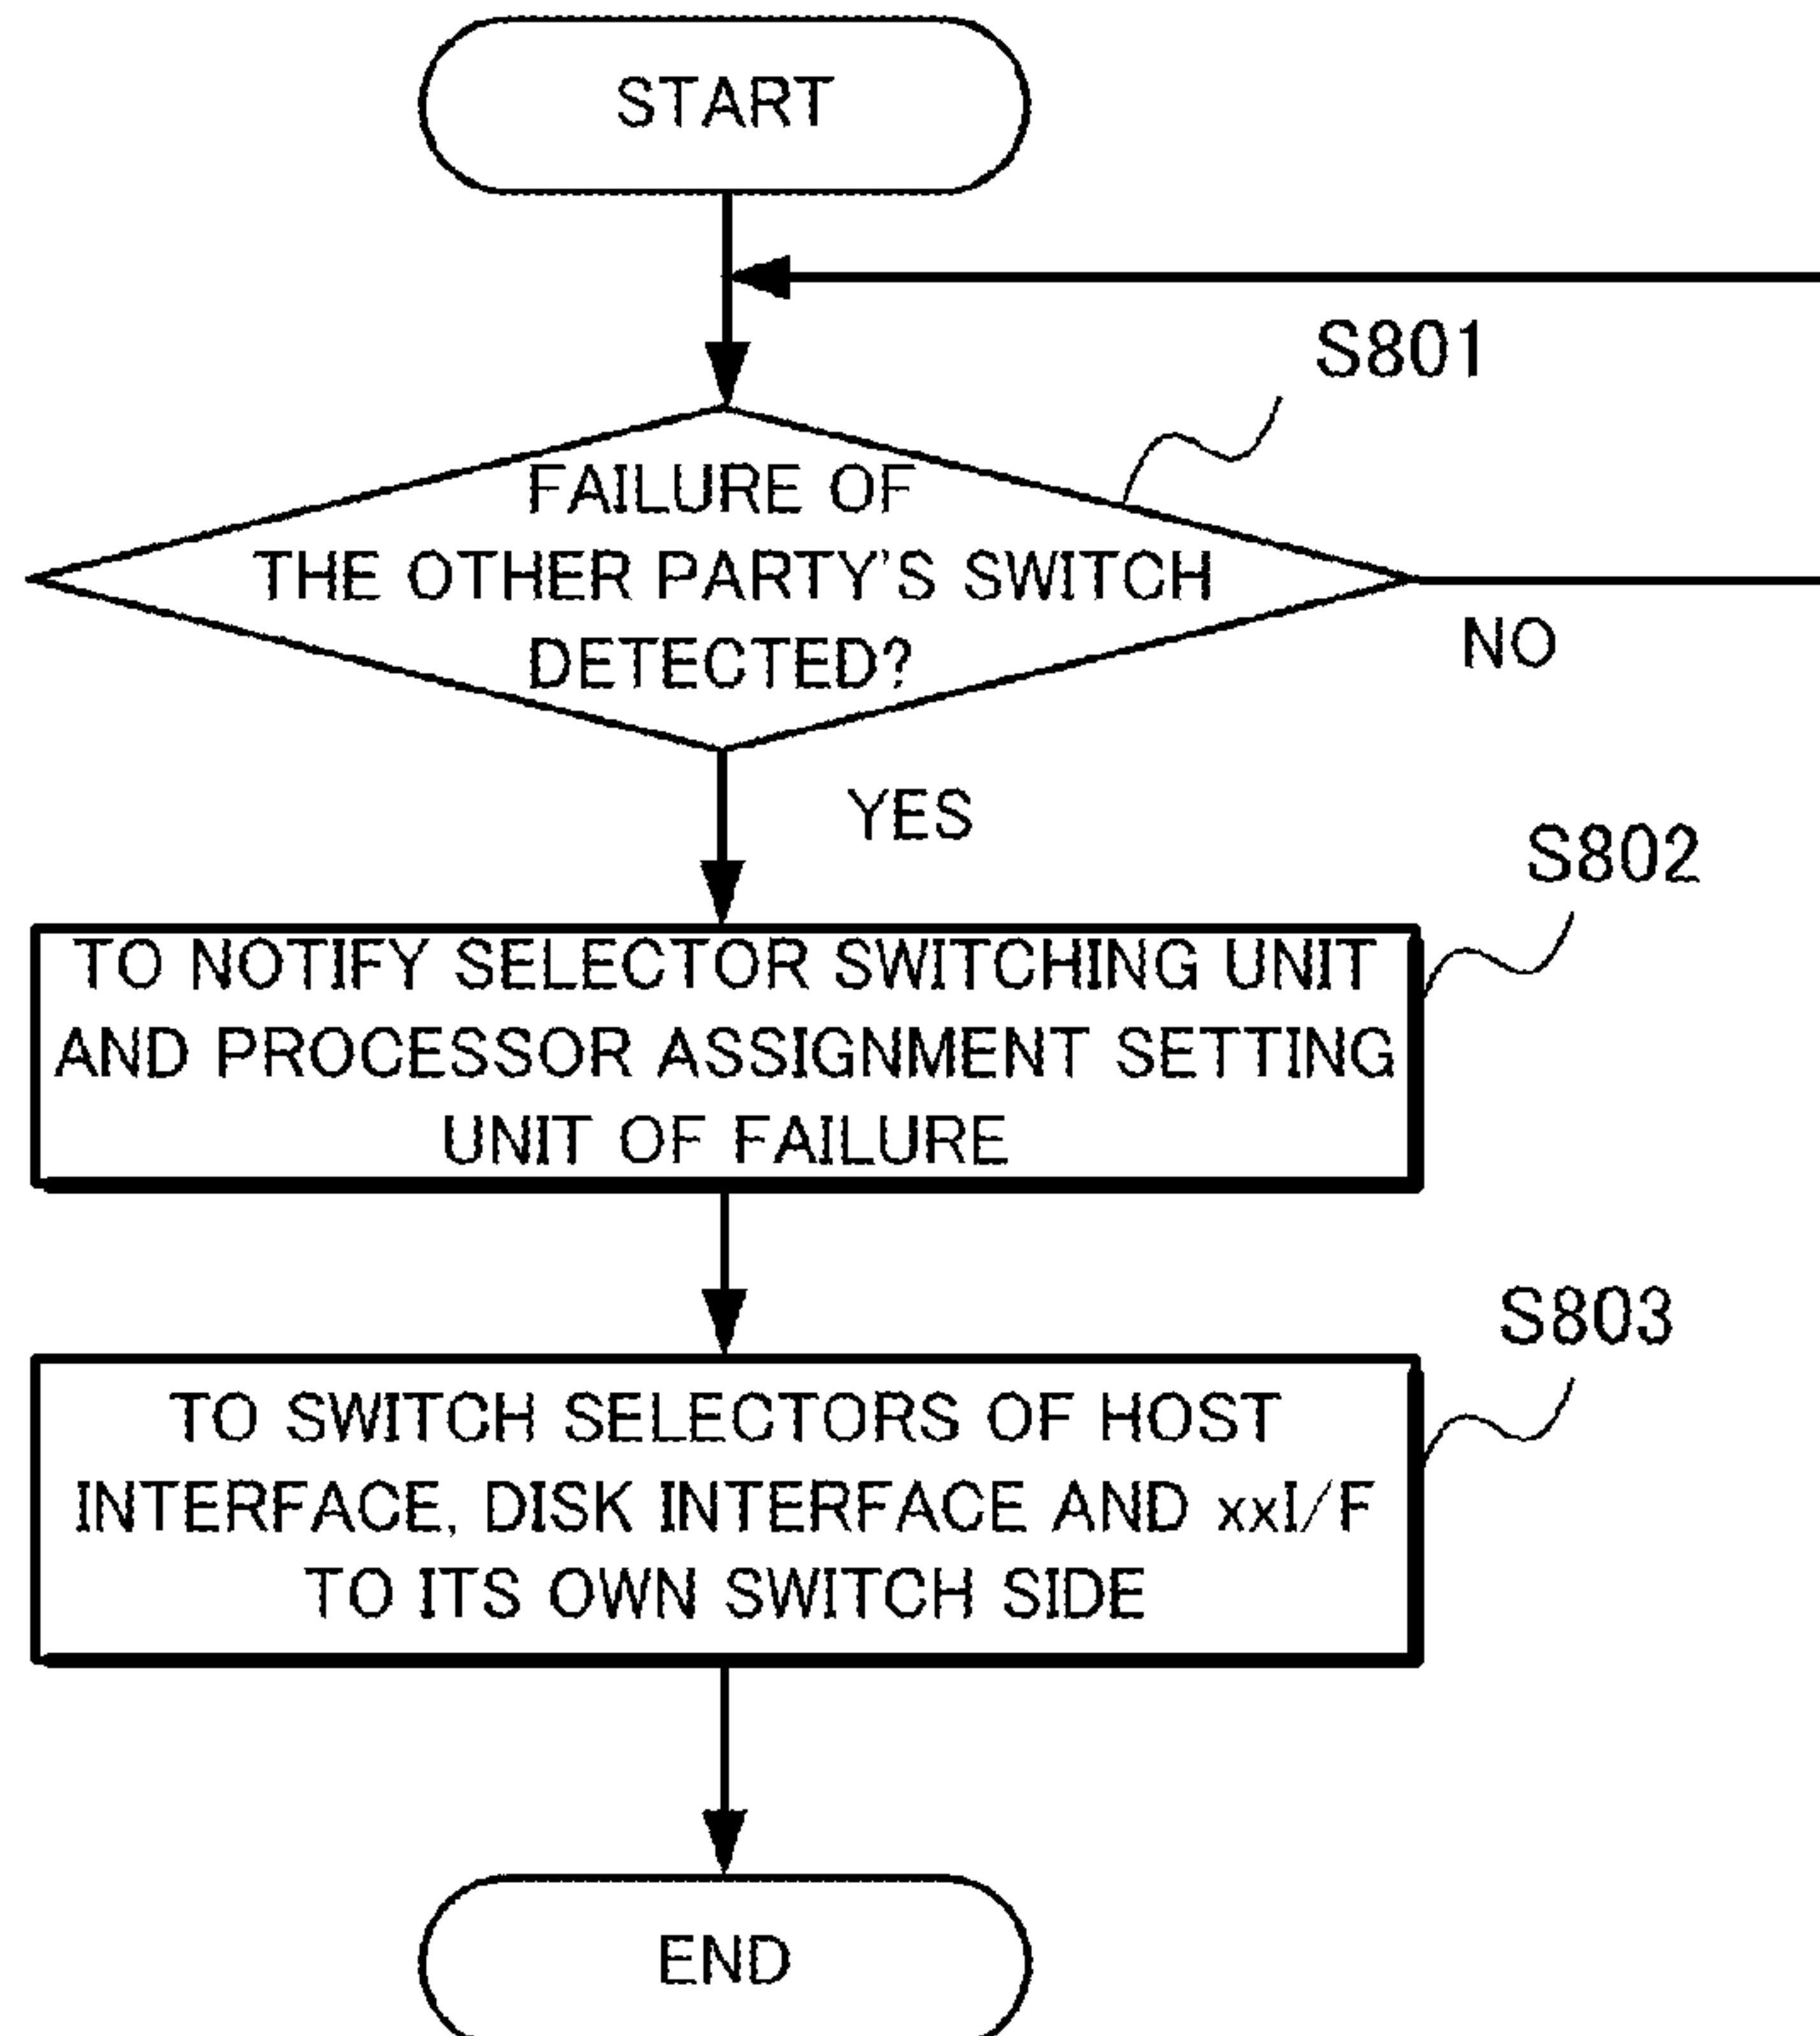 START
S801
FAILURE OF
THE OTHER PARTY'S SWITCH
DETECTED?
NO
YES
S802
TO NOTIFY SELECTOR SWITCHING UNIT
AND PROCESSOR ASSIGNMENT SETTING
UNIT OF FAILURE
S803
TO SWITCH SELECTORS OF HOST
INTERFACE, DISK INTERFACE AND xxI/F
TO ITS OWN SWITCH SIDE
END